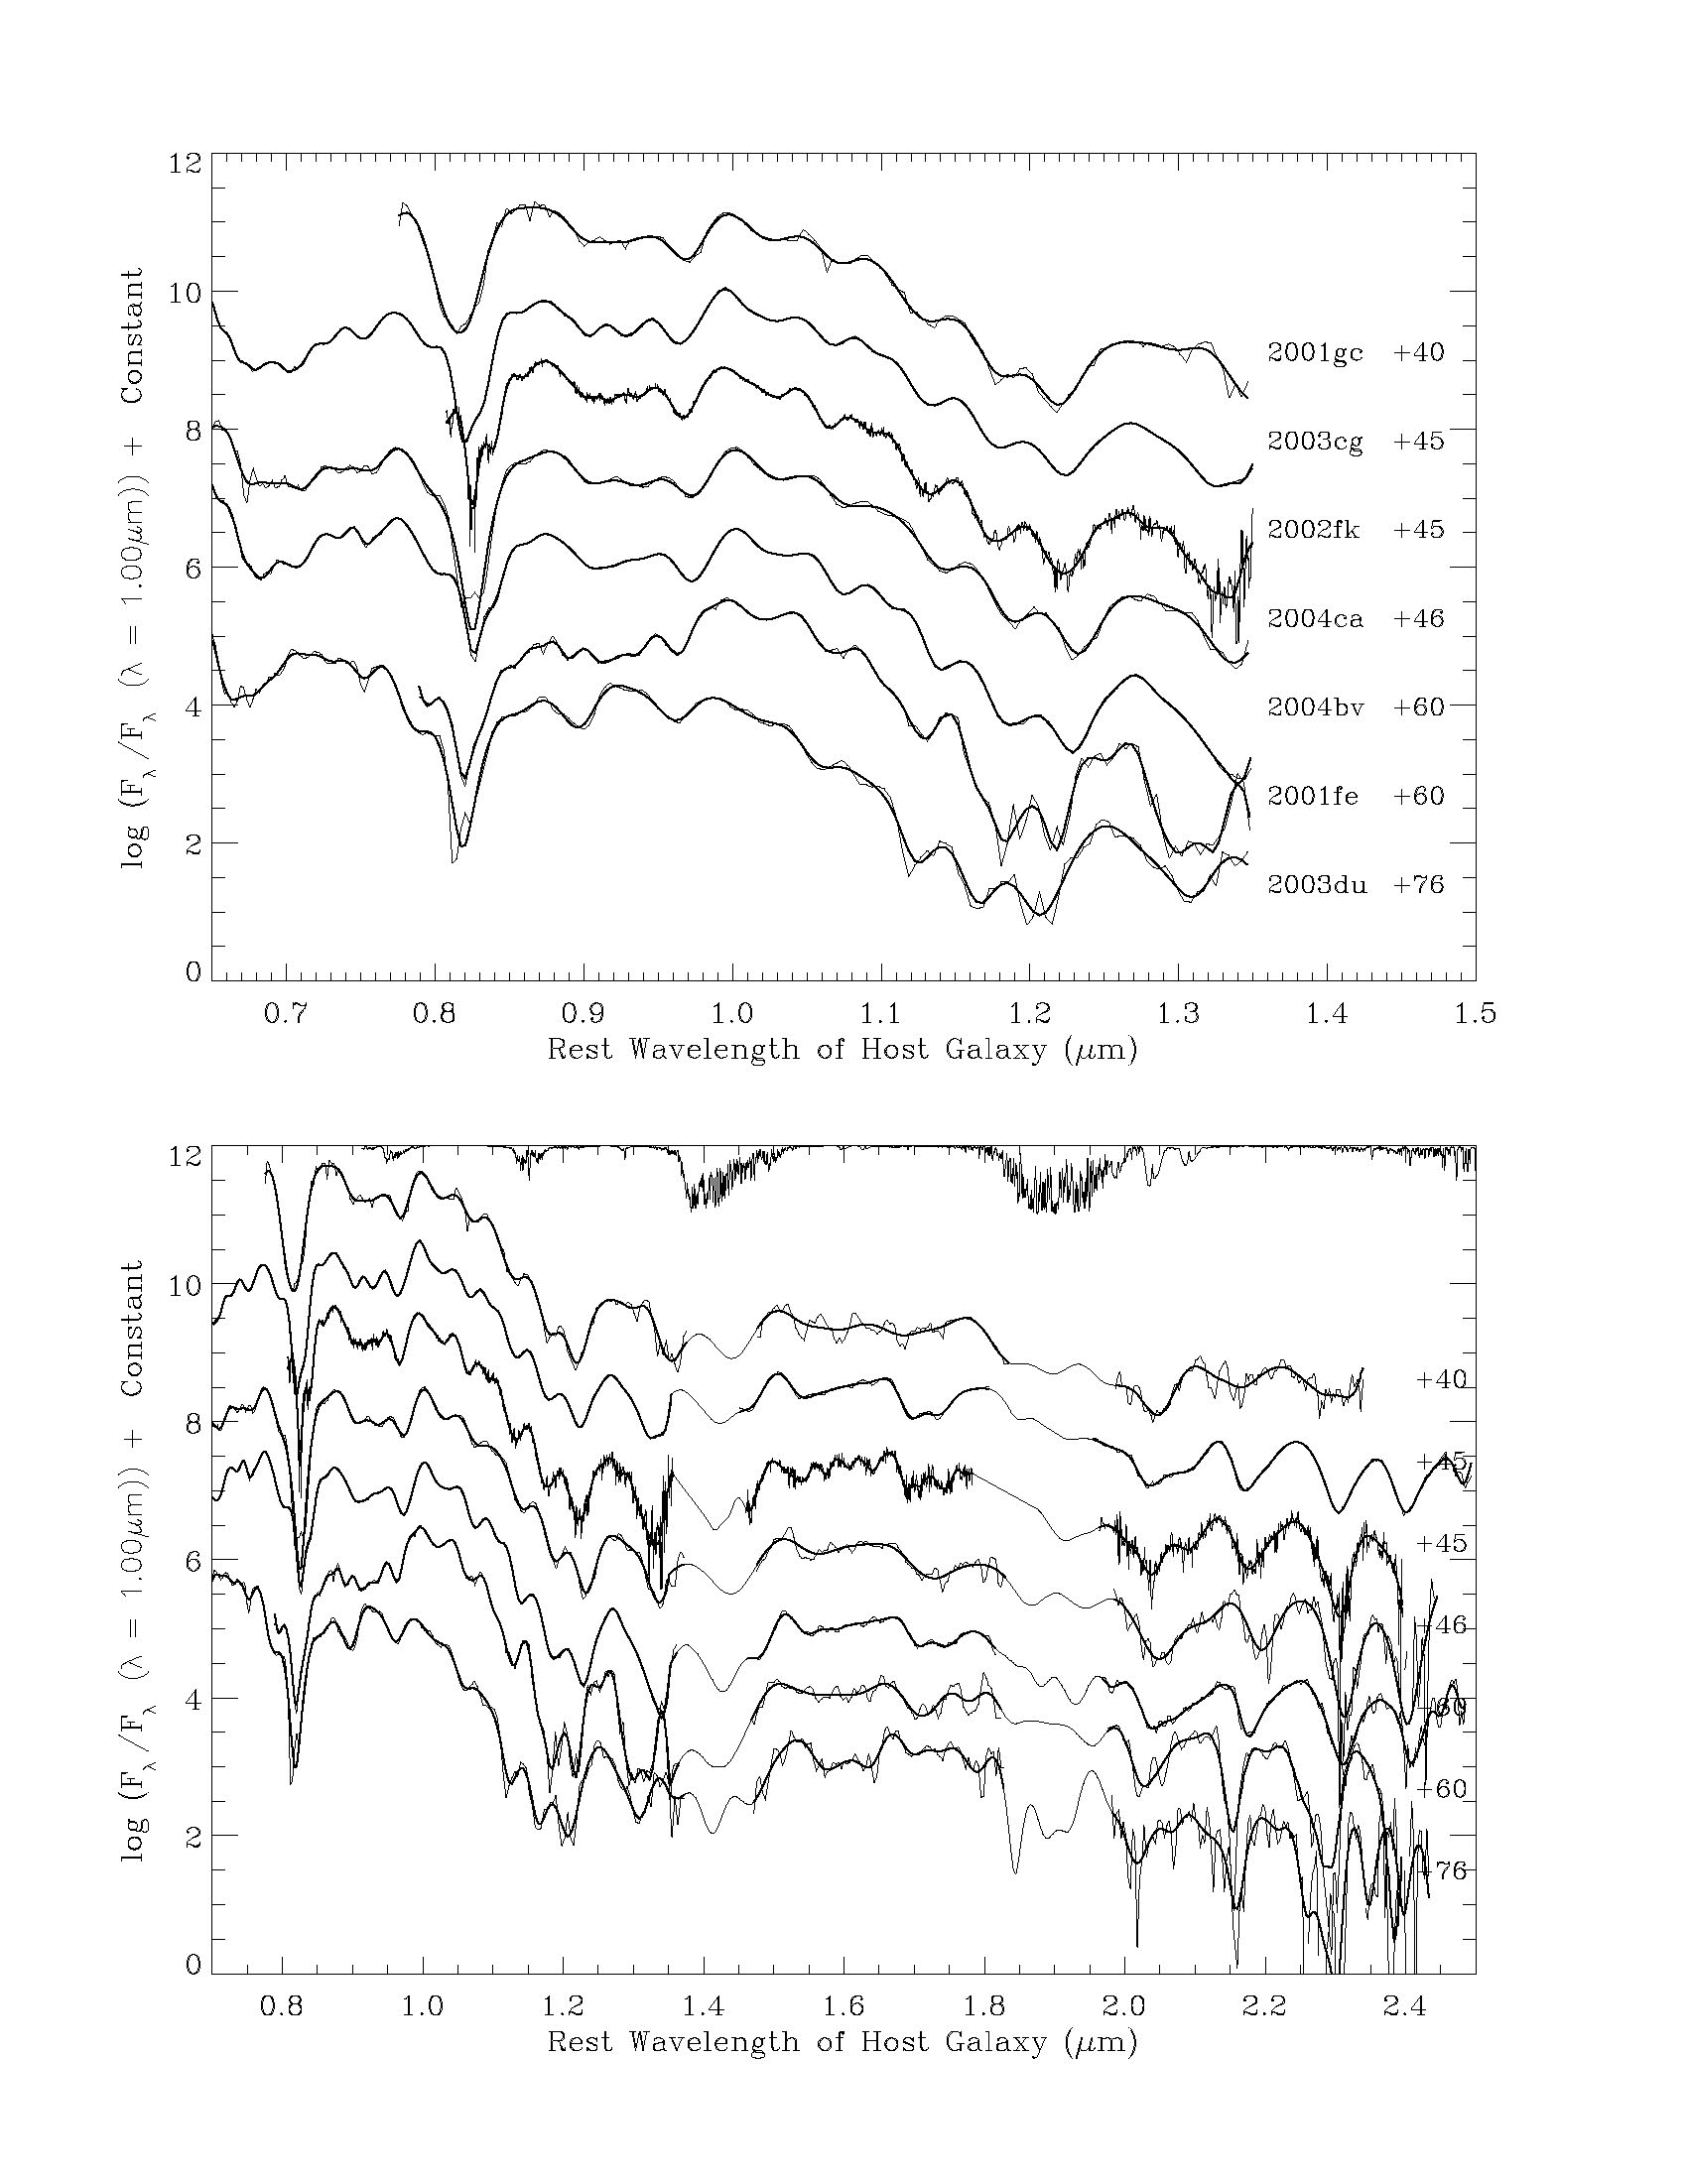 12
10
8
6
4
2
0
log (Fλ/Fλ (λ = 1.00μm)) + Constant
2001gc +40
2003cg +45
2002fk +45
2004ca +46
2004bv +60
2001fe +60
2003du +76
0.7 0.8 0.9 1.0 1.1 1.2 1.3 1.4 1.5
Rest Wavelength of Host Galaxy (μm)
12
10
8
6
4
2
0
log (Fλ/Fλ (λ = 1.00μm)) + Constant
+40
+45
+45
+46
+60
+60
+76
0.8 1.0 1.2 1.4 1.6 1.8 2.0 2.2 2.4
Rest Wavelength of Host Galaxy (μm)